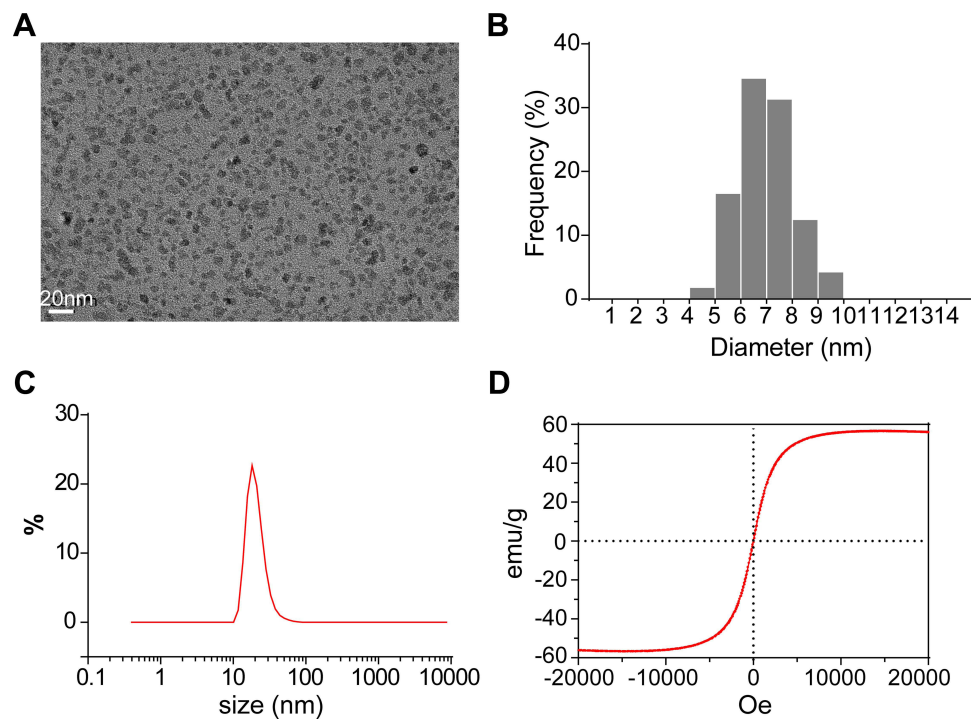 A
20nm
B
40
30
20
10
0
Frequency (%)
1 2 3 4 5 6 7 8 9 10 11 12 13 14
Diameter (nm)
C
30
20
10
0
%
0.1 1 10 100 1000 10000
size (nm)
D
60
40
20
0
-20
-40
-60
emu/g
-20000 -10000 0 10000 20000
Oe